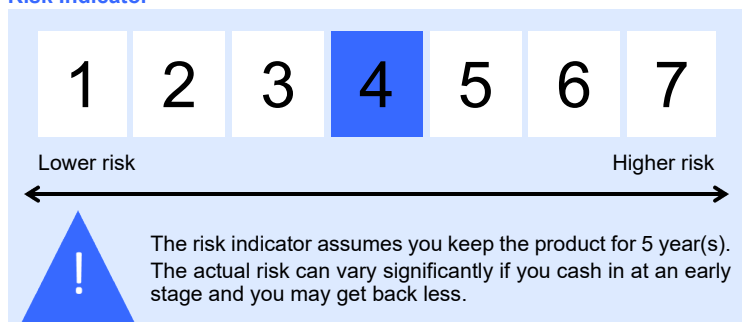 Risk Indicator
1 2 3 4 5 6 7
Lower risk Higher risk
!
The risk indicator assumes you keep the product for 5 year(s).
The actual risk can vary significantly if you cash in at an early
stage and you may get back less.